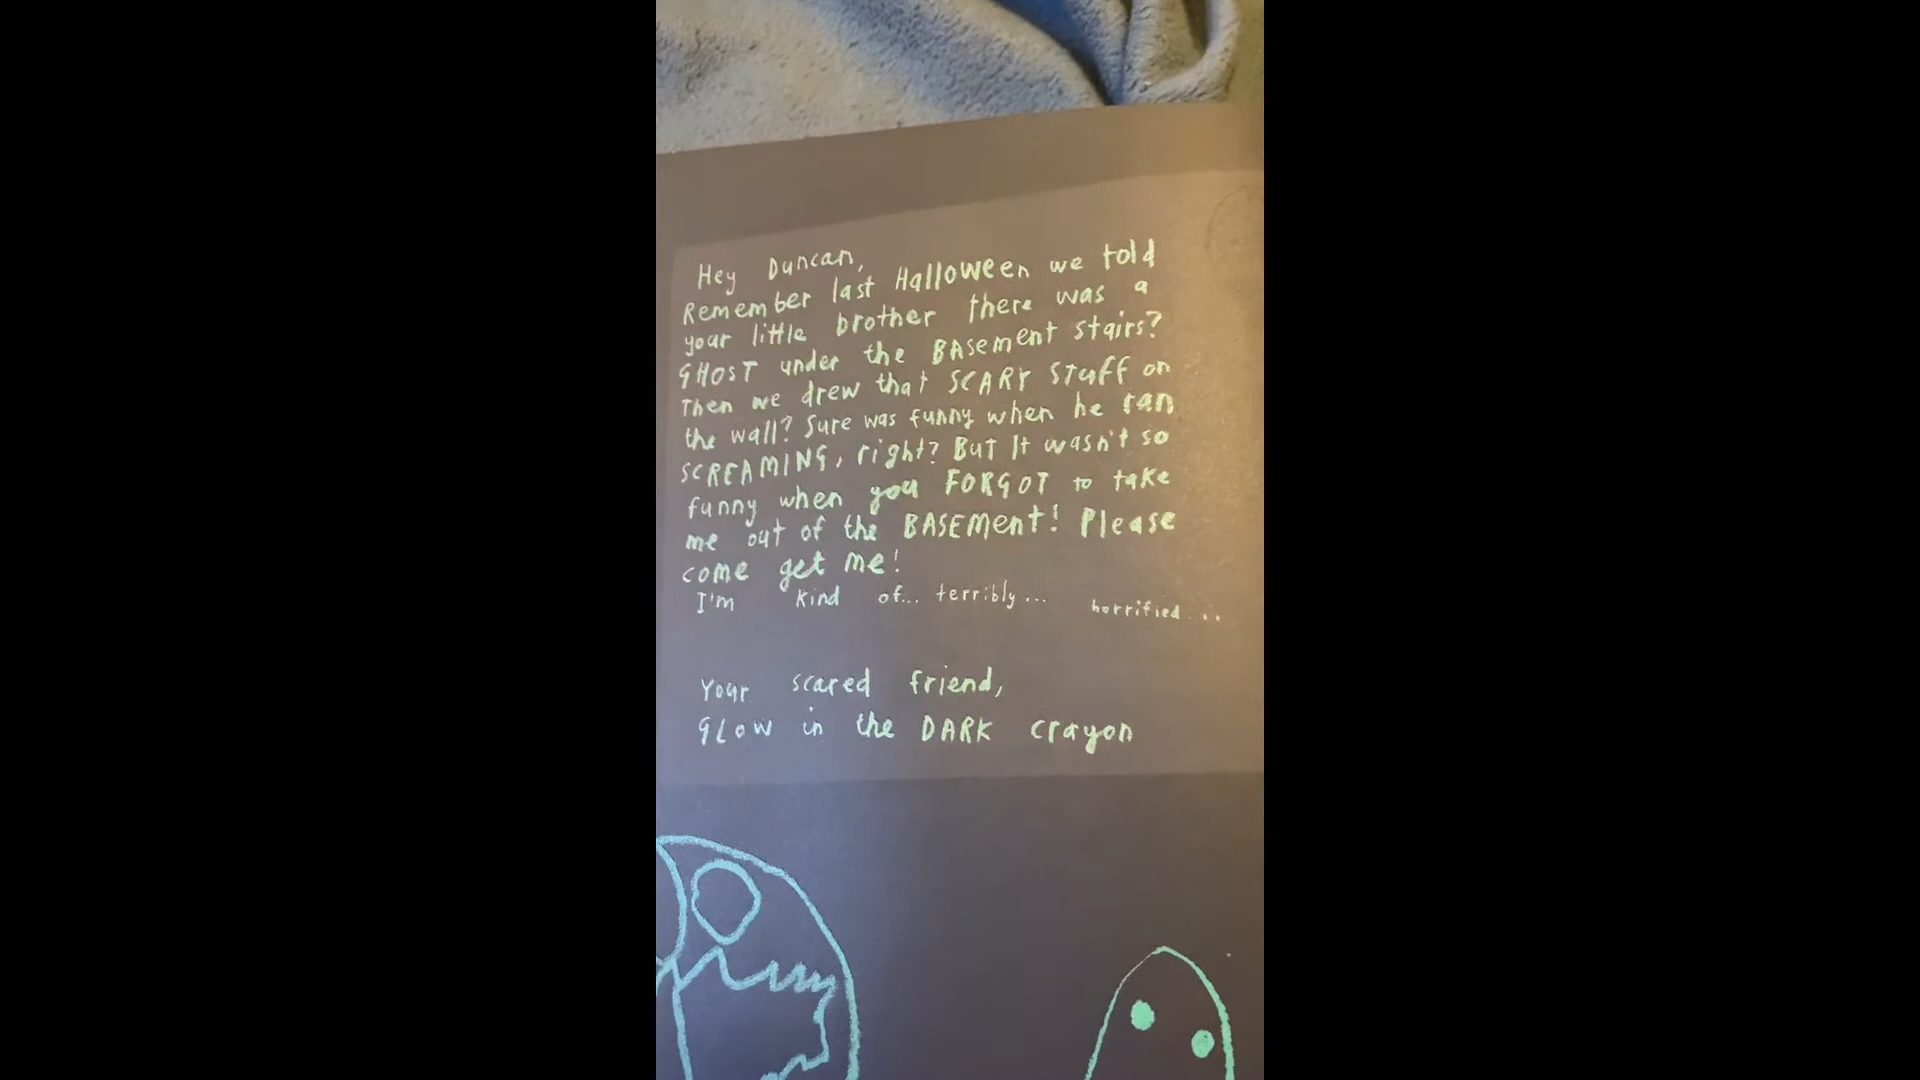 Hey Duncan,
Remember last Halloween we told
your little brother there was a
GHOST under the BASement stairs?
Then we drew that SCARY STUFF on
the wall? Sure was funny when he ran
SCREAMING, right? BuT It wasn't so
funny when you FORGOT to take
me out of the BASEMENT! Please
come get me!
I'm kind of... terribly... horrified....
Your scared friend,
GLOW in the DARK crayon